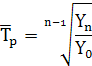 T̅ₚ = ⁿ⁻¹√(Yₙ/Y₀)